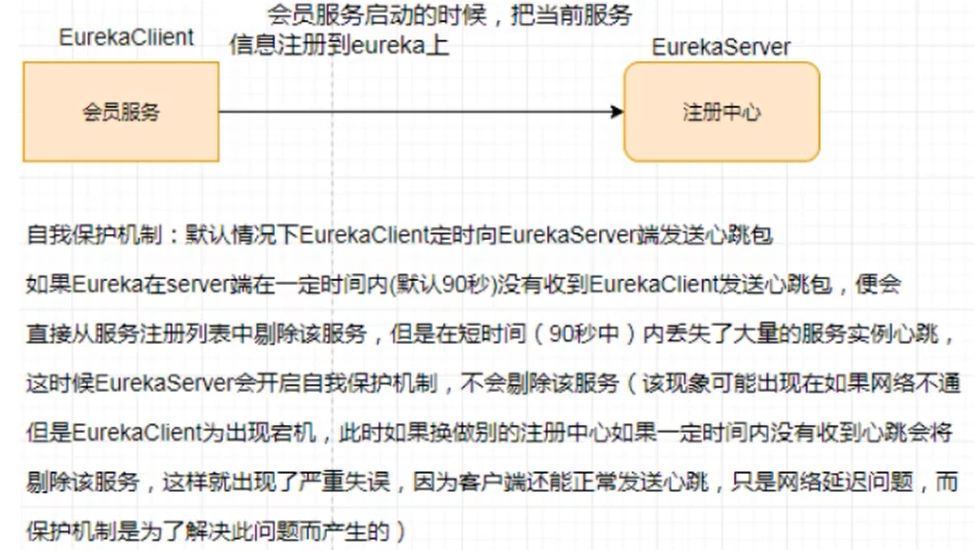 会员服务启动的时候，把当前服务
信息注册到eureka上
EurekaCliient
EurekaServer
会员服务
注册中心
自我保护机制：默认情况下EurekaClient定时向EurekaServer端发送心跳包
如果Eureka在server端在一定时间内(默认90秒)没有收到EurekaClient发送心跳包，便会
直接从服务注册列表中剔除该服务，但是在短时间（90秒中）内丢失了大量的服务实例心跳，
这时候EurekaServer会开启自我保护机制，不会剔除该服务（该现象可能出现在如果网络不通
但是EurekaClient为出现宕机，此时如果换做别的注册中心如果一定时间内没有收到心跳会将
剔除该服务，这样就出现了严重失误，因为客户端还能正常发送心跳，只是网络延迟问题，而
保护机制是为了解决此问题而产生的）